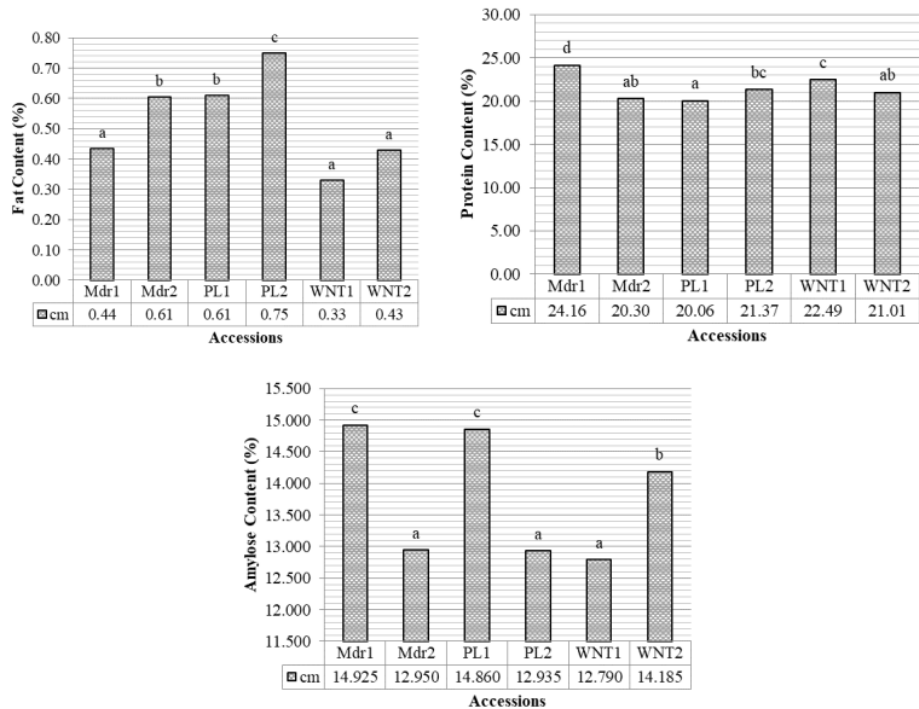 0.80
0.70
0.60
0.50
0.40
0.30
0.20
0.10
0.00
Fat Content (%)
a b b c a a
Mdr1 Mdr2 PL1 PL2 WNT1 WNT2
cm 0.44 0.61 0.61 0.75 0.33 0.43
Accessions
30.00
25.00
20.00
15.00
10.00
5.00
0.00
Protein Content (%)
d ab a bc c ab
Mdr1 Mdr2 PL1 PL2 WNT1 WNT2
cm 24.16 20.30 20.06 21.37 22.49 21.01
Accessions
15.500
15.000
14.500
14.000
13.500
13.000
12.500
12.000
11.500
Amylose Content (%)
c a c a a b
Mdr1 Mdr2 PL1 PL2 WNT1 WNT2
cm 14.925 12.950 14.860 12.935 12.790 14.185
Accessions